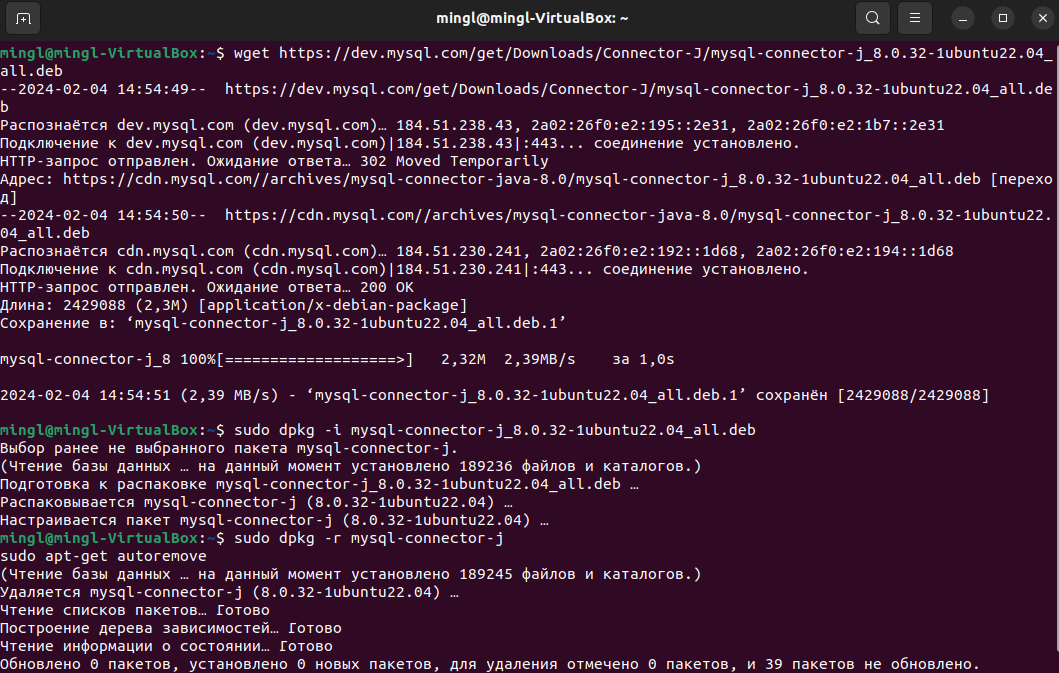 mingl@mingl-VirtualBox: ~
mingl@mingl-VirtualBox:~$ wget https://dev.mysql.com/get/Downloads/Connector-J/mysql-connector-j_8.0.32-1ubuntu22.04_
all.deb
--2024-02-04 14:54:49--  https://dev.mysql.com/get/Downloads/Connector-J/mysql-connector-j_8.0.32-1ubuntu22.04_all.de
b
Распознаётся dev.mysql.com (dev.mysql.com)… 184.51.238.43, 2a02:26f0:e2:195::2e31, 2a02:26f0:e2:1b7::2e31
Подключение к dev.mysql.com (dev.mysql.com)|184.51.238.43|:443... соединение установлено.
HTTP-запрос отправлен. Ожидание ответа… 302 Moved Temporarily
Адрес: https://cdn.mysql.com//archives/mysql-connector-java-8.0/mysql-connector-j_8.0.32-1ubuntu22.04_all.deb [перехо
д]
--2024-02-04 14:54:50--  https://cdn.mysql.com//archives/mysql-connector-java-8.0/mysql-connector-j_8.0.32-1ubuntu22.
04_all.deb
Распознаётся cdn.mysql.com (cdn.mysql.com)… 184.51.230.241, 2a02:26f0:e2:192::1d68, 2a02:26f0:e2:194::1d68
Подключение к cdn.mysql.com (cdn.mysql.com)|184.51.230.241|:443... соединение установлено.
HTTP-запрос отправлен. Ожидание ответа… 200 OK
Длина: 2429088 (2,3M) [application/x-debian-package]
Сохранение в: ‘mysql-connector-j_8.0.32-1ubuntu22.04_all.deb.1’
mysql-connector-j_8 100%[===================>]   2,32M  2,39MB/s    за 1,0s
2024-02-04 14:54:51 (2,39 MB/s) - ‘mysql-connector-j_8.0.32-1ubuntu22.04_all.deb.1’ сохранён [2429088/2429088]
mingl@mingl-VirtualBox:~$ sudo dpkg -i mysql-connector-j_8.0.32-1ubuntu22.04_all.deb
Выбор ранее не выбранного пакета mysql-connector-j.
(Чтение базы данных … на данный момент установлено 189236 файлов и каталогов.)
Подготовка к распаковке mysql-connector-j_8.0.32-1ubuntu22.04_all.deb …
Распаковывается mysql-connector-j (8.0.32-1ubuntu22.04) …
Настраивается пакет mysql-connector-j (8.0.32-1ubuntu22.04) …
mingl@mingl-VirtualBox:~$ sudo dpkg -r mysql-connector-j
sudo apt-get autoremove
(Чтение базы данных … на данный момент установлено 189245 файлов и каталогов.)
Удаляется mysql-connector-j (8.0.32-1ubuntu22.04) …
Чтение списков пакетов… Готово
Построение дерева зависимостей… Готово
Чтение информации о состоянии… Готово
Обновлено 0 пакетов, установлено 0 новых пакетов, для удаления отмечено 0 пакетов, и 39 пакетов не обновлено.